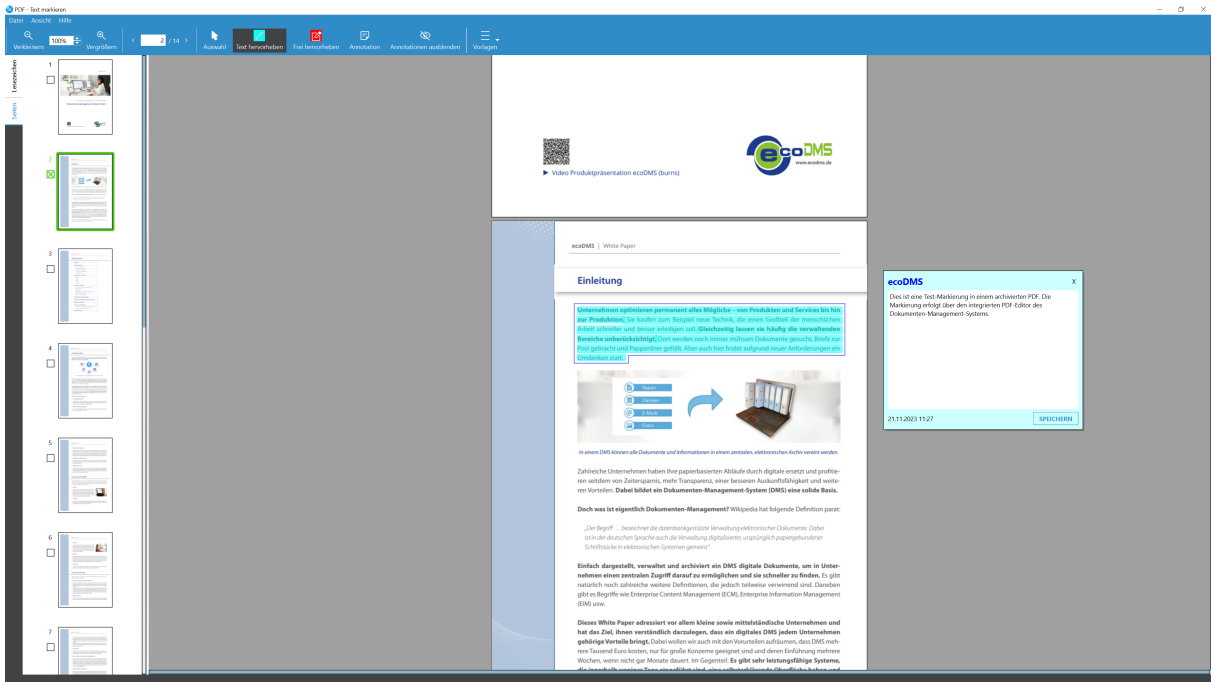 PDF - Text markieren
Datei Ansicht Hilfe
Verkleinern 100% Vergrößern 2 / 14 Auswahl Text hervorheben Frei hervorheben Annotation Annotationen ausblenden Vorlagen
Lesezeichen
Seiten
1
2
3
4
5
6
7
Video Produktpräsentation ecoDMS (burns)
ecoDMS
www.ecodms.de
ecoDMS | White Paper
Einleitung
Unternehmen optimieren permanent alles Mögliche – von Produkten und Services bis hin
zur Produktion. Sie kaufen zum Beispiel neue Technik, die einen Großteil der menschlichen
Arbeit schneller und besser erledigen soll. Gleichzeitig lassen sie häufig die verwaltenden
Bereiche unberücksichtigt. Dort werden noch immer mühsam Dokumente gesucht, Briefe zur
Post gebracht und Pappordner gefüllt. Aber auch hier findet aufgrund neuer Anforderungen ein
Umdenken statt.
Papier
Dateien
E-Mails
Fotos
In einem DMS können alle Dokumente und Informationen in einem zentralen, elektronischen Archiv vereint werden.
Zahlreiche Unternehmen haben ihre papierbasierten Abläufe durch digitale ersetzt und profitie-
ren seitdem von Zeitersparnis, mehr Transparenz, einer besseren Auskunftsfähigkeit und weite-
ren Vorteilen. Dabei bildet ein Dokumenten-Management-System (DMS) eine solide Basis.
Doch was ist eigentlich Dokumenten-Management? Wikipedia hat folgende Definition parat:
„Der Begriff … bezeichnet die datenbankgestützte Verwaltung elektronischer Dokumente. Dabei
ist in der deutschen Sprache auch die Verwaltung digitalisierter, ursprünglich papiergebundener
Schriftstücke in elektronischen Systemen gemeint."
Einfach dargestellt, verwaltet und archiviert ein DMS digitale Dokumente, um in Unter-
nehmen einen zentralen Zugriff darauf zu ermöglichen und sie schneller zu finden. Es gibt
natürlich noch zahlreiche weitere Definitionen, die jedoch teilweise verwirrend sind. Daneben
gibt es Begriffe wie Enterprise Content Management (ECM), Enterprise Information Management
(EIM) usw.
Dieses White Paper adressiert vor allem kleine sowie mittelständische Unternehmen und
hat das Ziel, Ihnen verständlich darzulegen, dass ein digitales DMS jedem Unternehmen
gehörige Vorteile bringt. Dabei wollen wir auch mit den Vorurteilen aufräumen, dass DMS meh-
rere Tausend Euro kosten, nur für große Konzerne geeignet sind und deren Einführung mehrere
Wochen, wenn nicht gar Monate dauert. Im Gegenteil: Es gibt sehr leistungsfähige Systeme,
die innerhalb weniger Tage eingeführt sind, eine selbsterklärende Oberfläche haben und
ecoDMS X
Dies ist eine Test-Markierung in einem archivierten PDF. Die
Markierung erfolgt über den integrierten PDF-Editor des
Dokumenten-Management-Systems.
21.11.2023 11:27 SPEICHERN